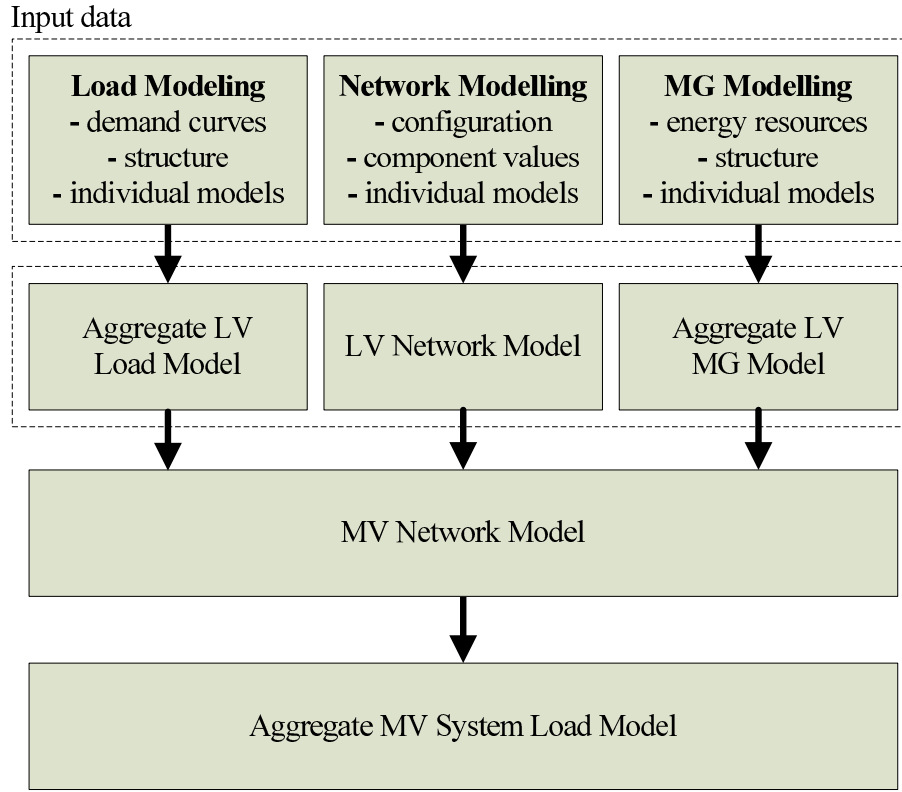 Input data
Load Modeling
- demand curves
- structure
- individual models
Network Modelling
- configuration
- component values
- individual models
MG Modelling
- energy resources
- structure
- individual models
Aggregate LV
Load Model
LV Network Model
Aggregate LV
MG Model
MV Network Model
Aggregate MV System Load Model